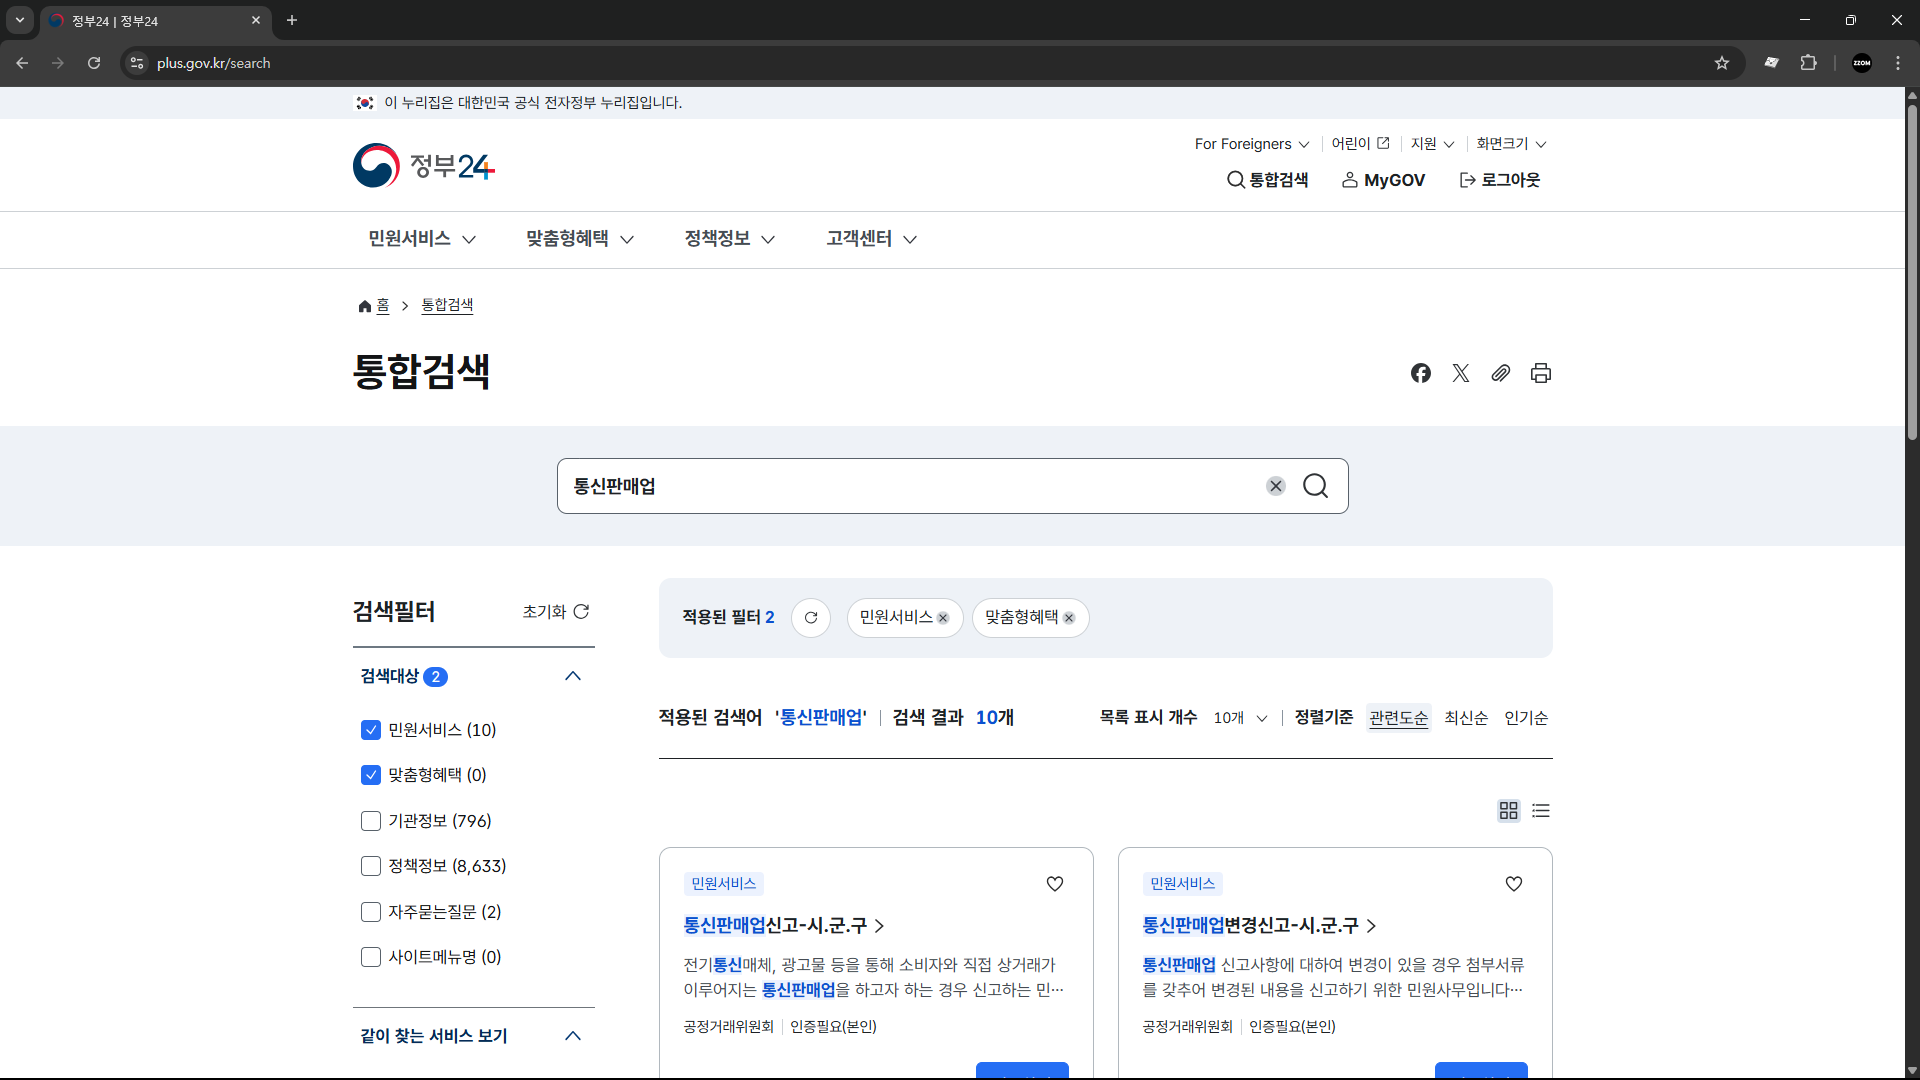 정부24 | 정부24
plus.gov.kr/search
ZZOM
이 누리집은 대한민국 공식 전자정부 누리집입니다.
정부24
For Foreigners
어린이
지원
화면크기
통합검색
MyGOV
로그아웃
민원서비스
맞춤형혜택
정책정보
고객센터
홈
통합검색
통합검색
통신판매업
검색필터
초기화
검색대상 2
민원서비스 (10)
맞춤형혜택 (0)
기관정보 (796)
정책정보 (8,633)
자주묻는질문 (2)
사이트메뉴명 (0)
같이 찾는 서비스 보기
적용된 필터 2
민원서비스
맞춤형혜택
적용된 검색어 '통신판매업' | 검색 결과 10개
목록 표시 개수 10개
정렬기준 관련도순 최신순 인기순
민원서비스
통신판매업신고-시.군.구
전기통신매체, 광고물 등을 통해 소비자와 직접 상거래가
이루어지는 통신판매업을 하고자 하는 경우 신고하는 민…
공정거래위원회 | 인증필요(본인)
민원서비스
통신판매업변경신고-시.군.구
통신판매업 신고사항에 대하여 변경이 있을 경우 첨부서류
를 갖추어 변경된 내용을 신고하기 위한 민원사무입니다…
공정거래위원회 | 인증필요(본인)